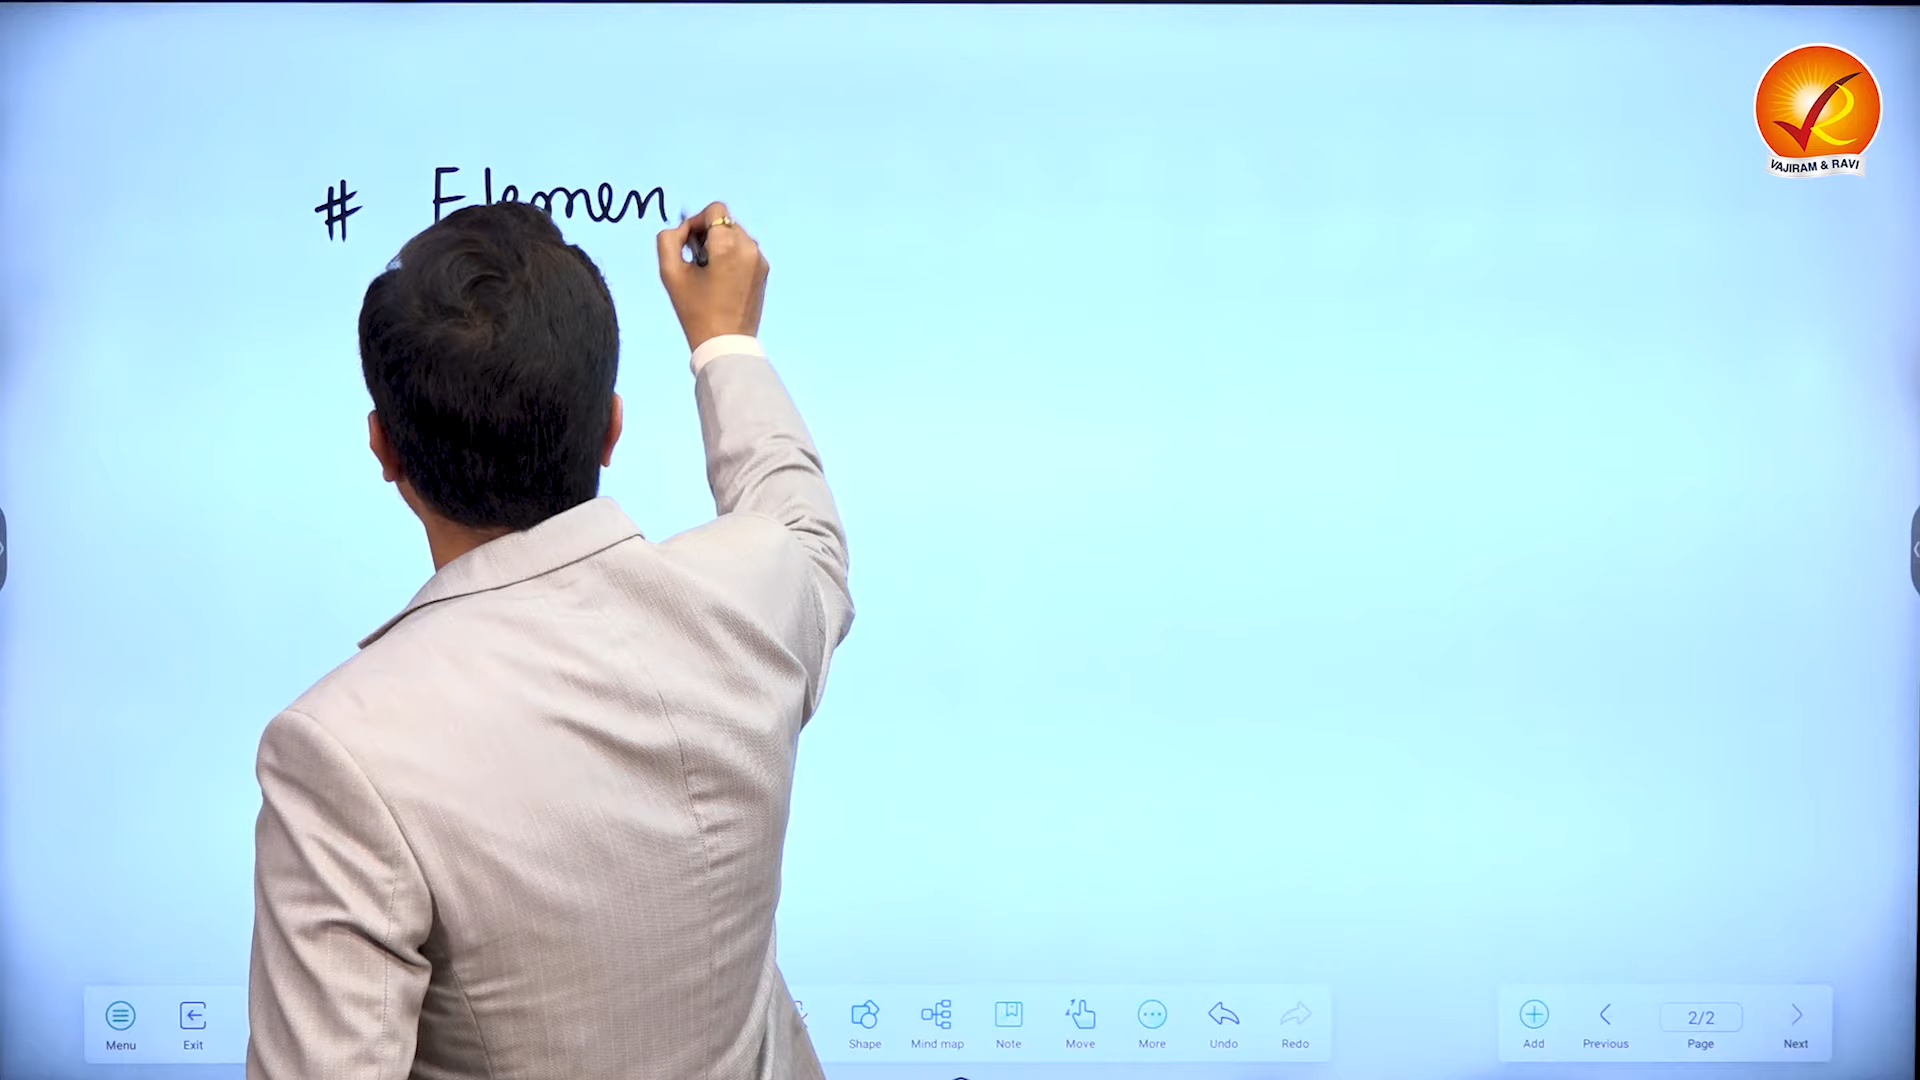 VAJIRAM & RAVI
# Elemen
Menu
Exit
Shape
Mind map
Note
Move
More
Undo
Redo
Add
Previous
2/2
Page
Next